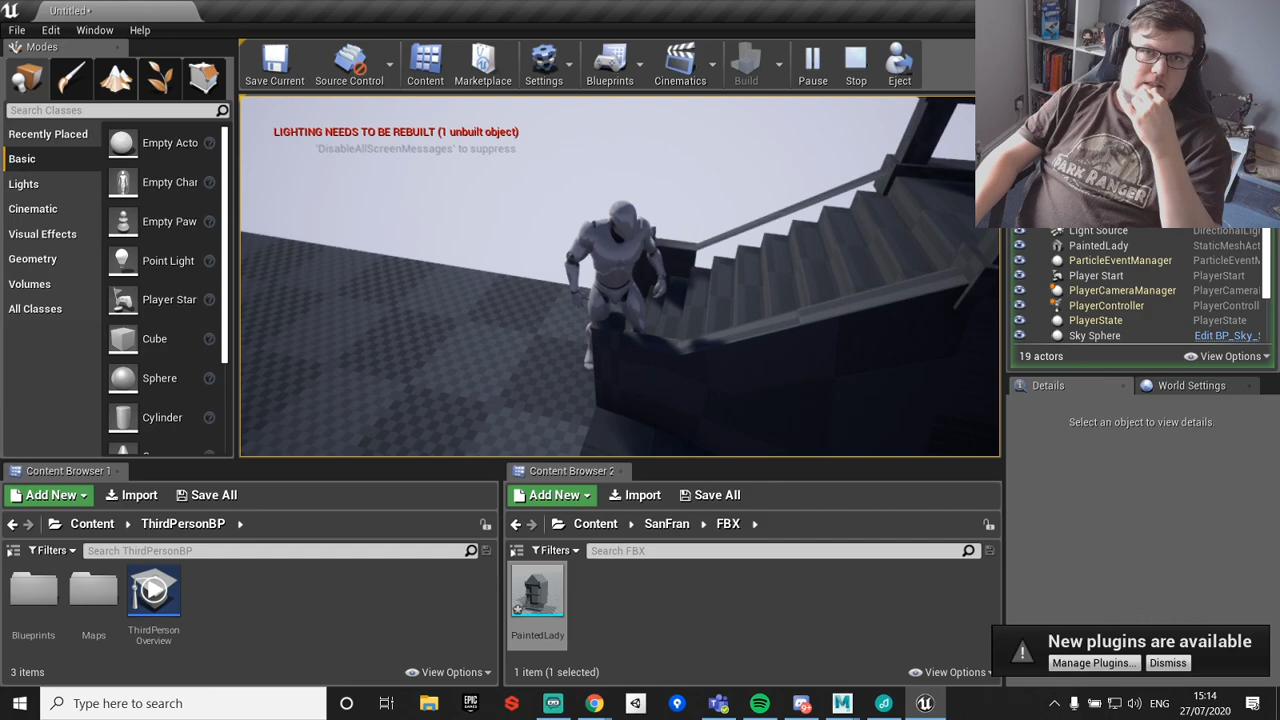 Untitled*
File Edit Window Help
Modes
Save Current Source Control Content Marketplace Settings Blueprints Cinematics Build Pause Stop Eject
Search Classes
Recently Placed
Basic
Lights
Cinematic
Visual Effects
Geometry
Volumes
All Classes
Empty Acto
Empty Char
Empty Paw
Point Light
Player Star
Cube
Sphere
Cylinder
LIGHTING NEEDS TO BE REBUILT (1 unbuilt object)
'DisableAllScreenMessages' to suppress
PARK RANGER
Light Source DirectionalLig
PaintedLady StaticMeshAct
ParticleEventManager ParticleEventM
Player Start PlayerStart
PlayerCameraManager PlayerCamera
PlayerController PlayerControll
PlayerState PlayerState
Sky Sphere Edit BP_Sky_S
19 actors View Options
Details World Settings
Select an object to view details.
Content Browser 1
Add New Import Save All
Content ThirdPersonBP
Filters Search ThirdPersonBP
Blueprints Maps ThirdPerson
Overview
3 items View Options
Content Browser 2
Add New Import Save All
Content SanFran FBX
Filters Search FBX
PaintedLady
1 item (1 selected) View Options
New plugins are available
Manage Plugins... Dismiss
Type here to search
EPIC
GAMES
ENG
15:14
27/07/2020